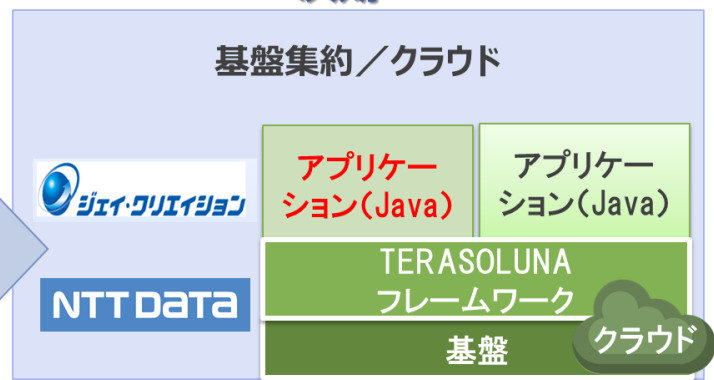 基盤集約／クラウド
アプリケー
ション(Java)
アプリケー
ション(Java)
ジェイ・クリエイション
TERASOLUNA
フレームワーク
NTT DATA
基盤
クラウド